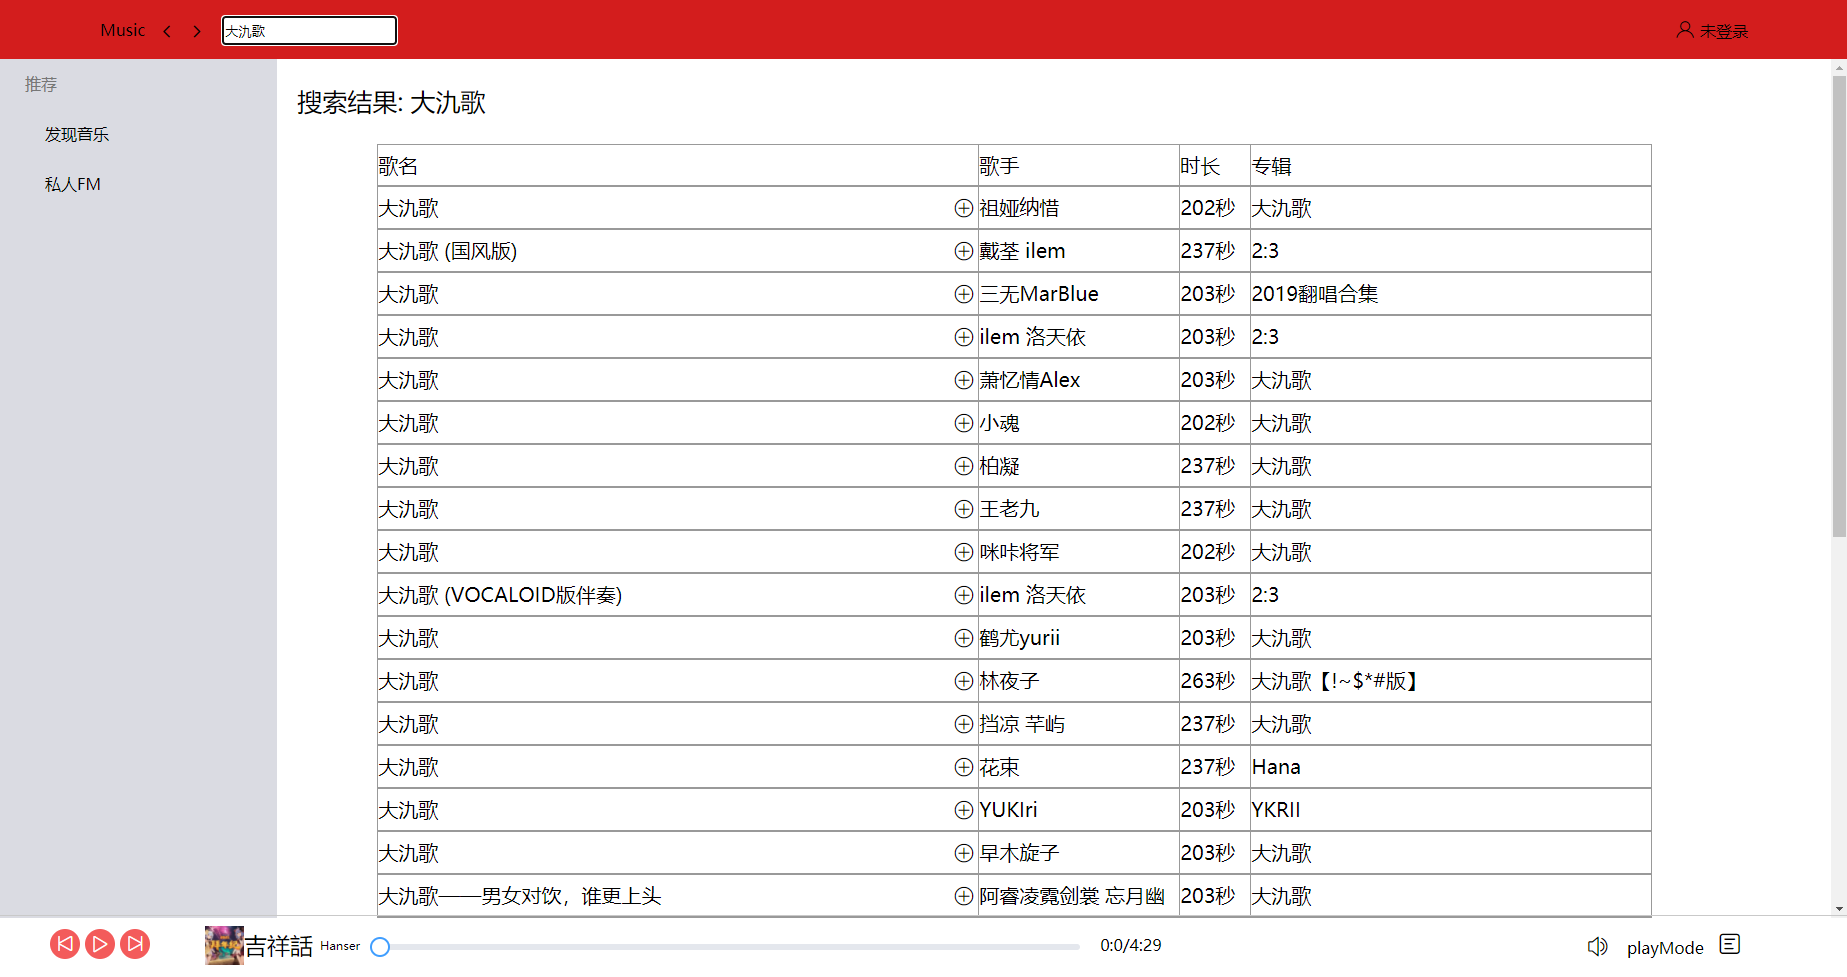 Music 大氿歌 未登录
推荐
发现音乐
私人FM
搜索结果: 大氿歌
歌名 歌手 时长 专辑
大氿歌 祖娅纳惜 202秒 大氿歌
大氿歌 (国风版) 戴荃 ilem 237秒 2:3
大氿歌 三无MarBlue 203秒 2019翻唱合集
大氿歌 ilem 洛天依 203秒 2:3
大氿歌 萧忆情Alex 203秒 大氿歌
大氿歌 小魂 202秒 大氿歌
大氿歌 柏凝 237秒 大氿歌
大氿歌 王老九 237秒 大氿歌
大氿歌 咪咔将军 202秒 大氿歌
大氿歌 (VOCALOID版伴奏) ilem 洛天依 203秒 2:3
大氿歌 鹤尤yurii 203秒 大氿歌
大氿歌 林夜子 263秒 大氿歌【!~$*#版】
大氿歌 挡凉 芊屿 237秒 大氿歌
大氿歌 花束 237秒 Hana
大氿歌 YUKIri 203秒 YKRII
大氿歌 早木旋子 203秒 大氿歌
大氿歌——男女对饮，谁更上头 阿睿凌霓剑裳 忘月幽 203秒 大氿歌
吉祥話 Hanser 0:0/4:29 playMode